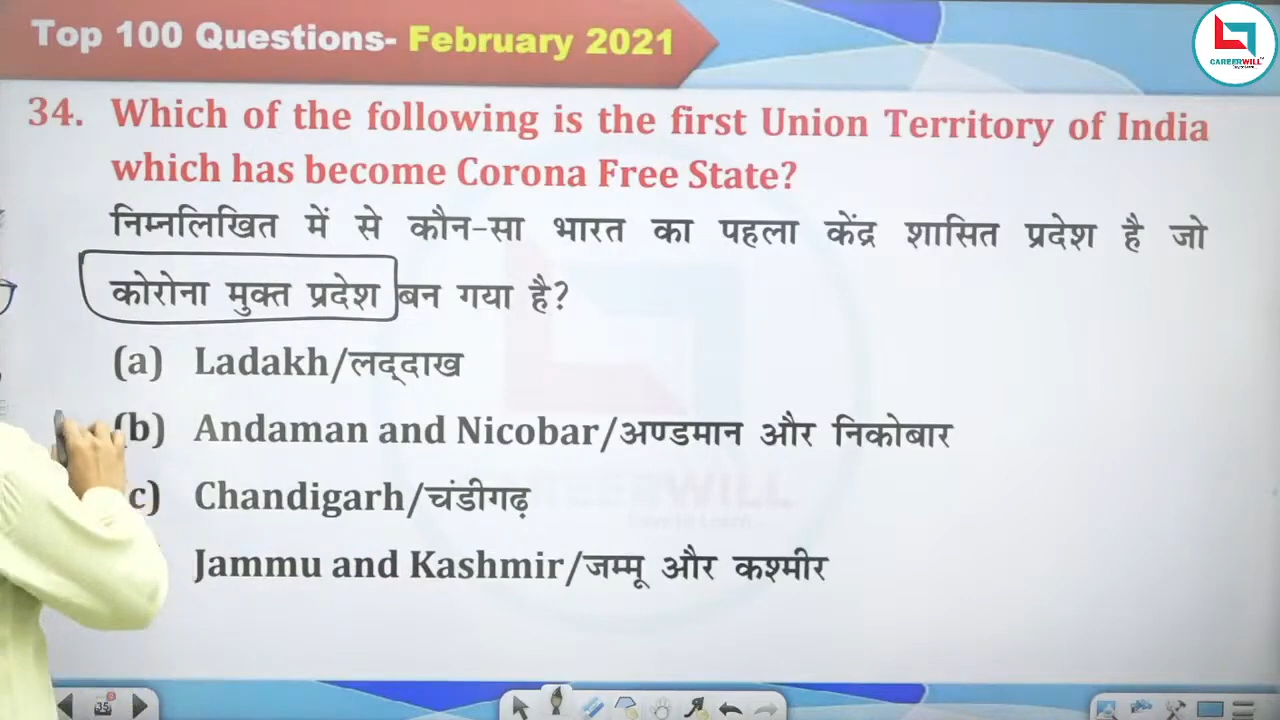 Top 100 Questions- February 2021
CAREERWILL
34. Which of the following is the first Union Territory of India
which has become Corona Free State?
निम्नलिखित में से कौन-सा भारत का पहला केंद्र शासित प्रदेश है जो
कोरोना मुक्त प्रदेश बन गया है?
(a) Ladakh/लद्दाख
(b) Andaman and Nicobar/अण्डमान और निकोबार
c) Chandigarh/चंडीगढ़
Jammu and Kashmir/जम्मू और कश्मीर
35